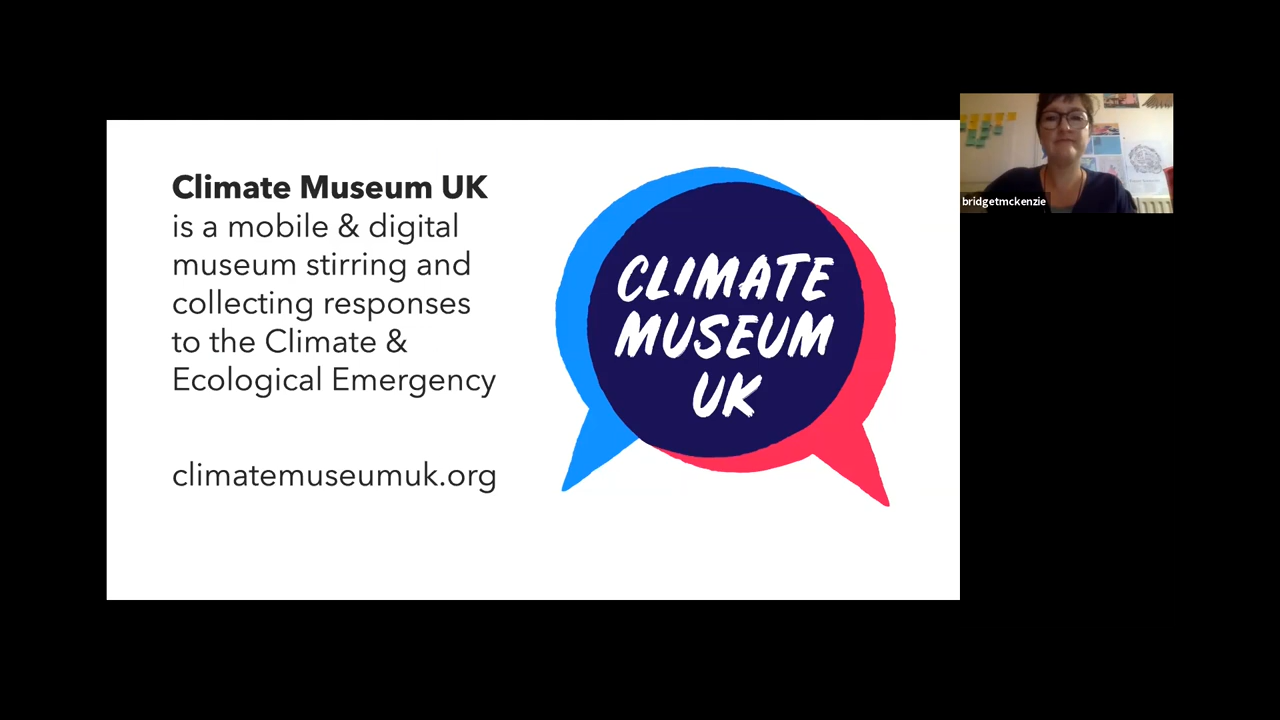 Climate Museum UK
is a mobile & digital
museum stirring and
collecting responses
to the Climate &
Ecological Emergency
climatemuseumuk.org
CLIMATE
MUSEUM
UK
bridgetmckenzie